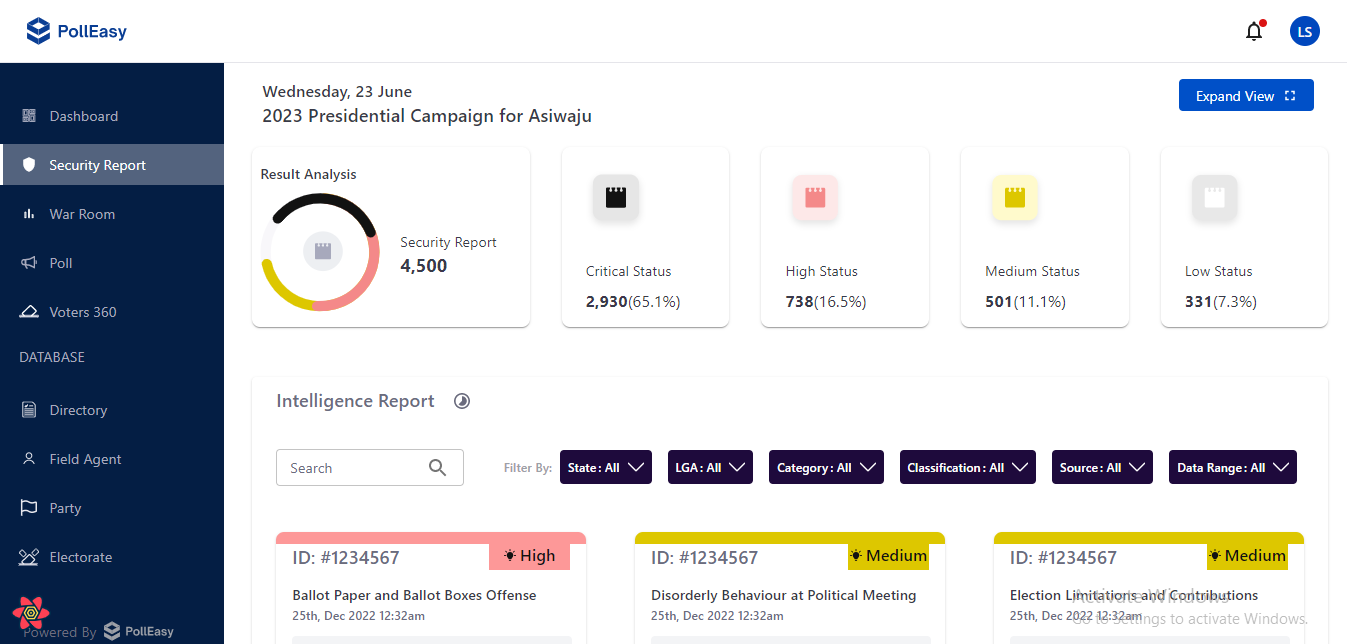 PollEasy
LS
Dashboard
Security Report
War Room
Poll
Voters 360
DATABASE
Directory
Field Agent
Party
Electorate
Powered By PollEasy
Wednesday, 23 June
2023 Presidential Campaign for Asiwaju
Expand View
Result Analysis
Security Report
4,500
Critical Status
2,930(65.1%)
High Status
738(16.5%)
Medium Status
501(11.1%)
Low Status
331(7.3%)
Intelligence Report
Search
Filter By:
State: All
LGA: All
Category: All
Classification: All
Source: All
Data Range: All
ID: #1234567
High
Ballot Paper and Ballot Boxes Offense
25th, Dec 2022 12:32am
ID: #1234567
Medium
Disorderly Behaviour at Political Meeting
25th, Dec 2022 12:32am
ID: #1234567
Medium
Election Limitations and Contributions
25th, Dec 2022 12:32am
Activate Windows
Go to Settings to activate Windows.